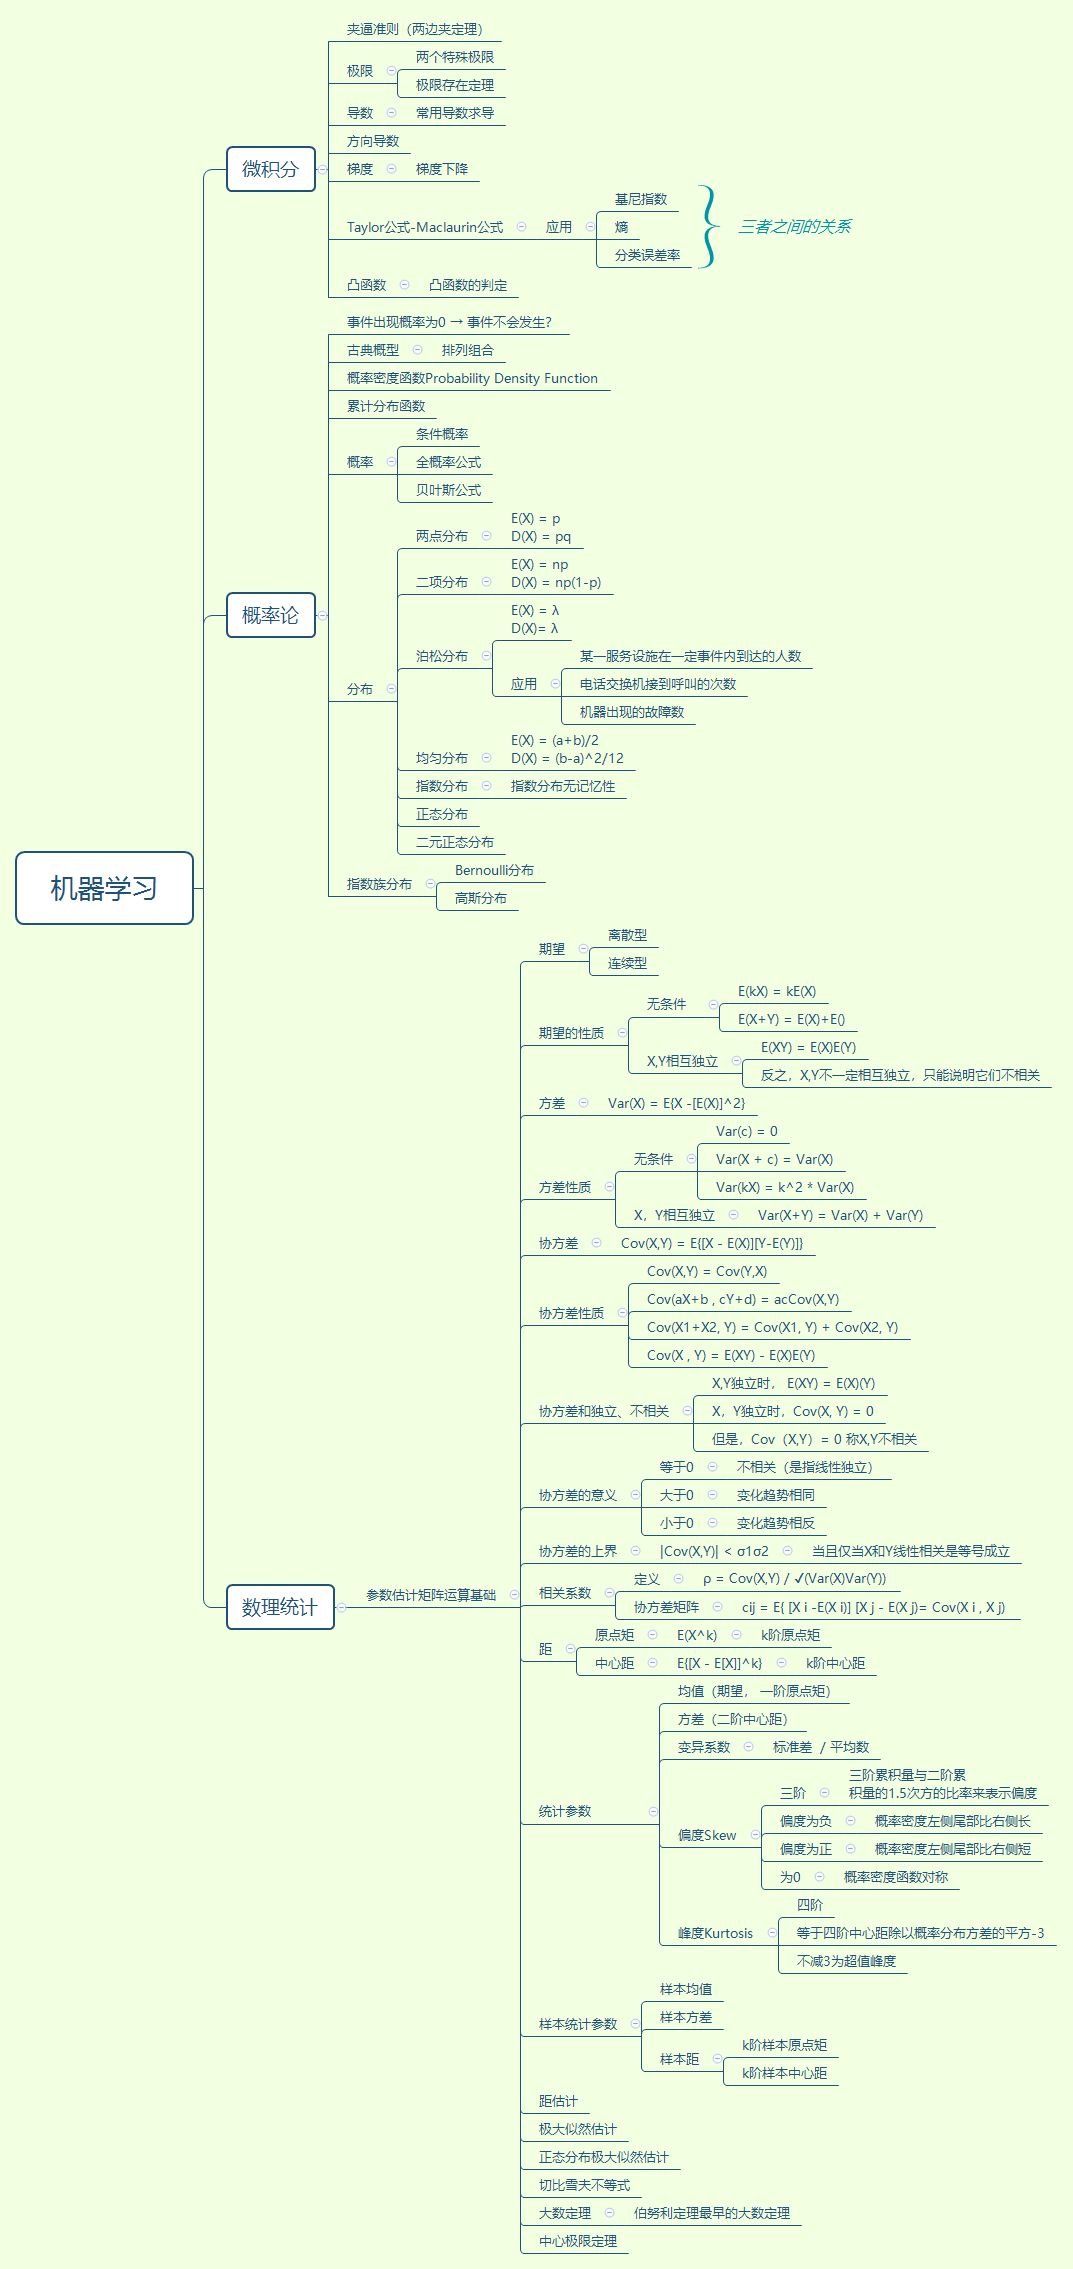 机器学习
微积分
夹逼准则（两边夹定理）
极限
两个特殊极限
极限存在定理
导数
常用导数求导
方向导数
梯度
梯度下降
Taylor公式-Maclaurin公式
应用
基尼指数
熵
分类误差率
三者之间的关系
凸函数
凸函数的判定
概率论
事件出现概率为0 → 事件不会发生?
古典概型
排列组合
概率密度函数Probability Density Function
累计分布函数
概率
条件概率
全概率公式
贝叶斯公式
分布
两点分布
E(X) = p
D(X) = pq
二项分布
E(X) = np
D(X) = np(1-p)
泊松分布
E(X) = λ
D(X)= λ
应用
某一服务设施在一定事件内到达的人数
电话交换机接到呼叫的次数
机器出现的故障数
均匀分布
E(X) = (a+b)/2
D(X) = (b-a)^2/12
指数分布
指数分布无记忆性
正态分布
二元正态分布
指数族分布
Bernoulli分布
高斯分布
数理统计
参数估计矩阵运算基础
期望
离散型
连续型
期望的性质
无条件
E(kX) = kE(X)
E(X+Y) = E(X)+E()
X,Y相互独立
E(XY) = E(X)E(Y)
反之，X,Y不一定相互独立，只能说明它们不相关
方差
Var(X) = E{X -[E(X)]^2}
方差性质
无条件
Var(c) = 0
Var(X + c) = Var(X)
Var(kX) = k^2 * Var(X)
X，Y相互独立
Var(X+Y) = Var(X) + Var(Y)
协方差
Cov(X,Y) = E{[X - E(X)][Y-E(Y)]}
协方差性质
Cov(X,Y) = Cov(Y,X)
Cov(aX+b , cY+d) = acCov(X,Y)
Cov(X1+X2, Y) = Cov(X1, Y) + Cov(X2, Y)
Cov(X , Y) = E(XY) - E(X)E(Y)
协方差和独立、不相关
X,Y独立时， E(XY) = E(X)(Y)
X，Y独立时，Cov(X, Y) = 0
但是，Cov（X,Y）= 0 称X,Y不相关
协方差的意义
等于0
不相关（是指线性独立）
大于0
变化趋势相同
小于0
变化趋势相反
协方差的上界
|Cov(X,Y)| < σ1σ2
当且仅当X和Y线性相关是等号成立
相关系数
定义
ρ = Cov(X,Y) / √(Var(X)Var(Y))
协方差矩阵
cij = E{ [X i -E(X i)] [X j - E(X j)= Cov(X i , X j)
距
原点矩
E(X^k)
k阶原点矩
中心距
E{[X - E[X]]^k}
k阶中心距
统计参数
均值（期望， 一阶原点矩）
方差（二阶中心距）
变异系数
标准差 / 平均数
偏度Skew
三阶
三阶累积量与二阶累
积量的1.5次方的比率来表示偏度
偏度为负
概率密度左侧尾部比右侧长
偏度为正
概率密度左侧尾部比右侧短
为0
概率密度函数对称
峰度Kurtosis
四阶
等于四阶中心距除以概率分布方差的平方-3
不减3为超值峰度
样本统计参数
样本均值
样本方差
样本距
k阶样本原点矩
k阶样本中心距
距估计
极大似然估计
正态分布极大似然估计
切比雪夫不等式
大数定理
伯努利定理最早的大数定理
中心极限定理